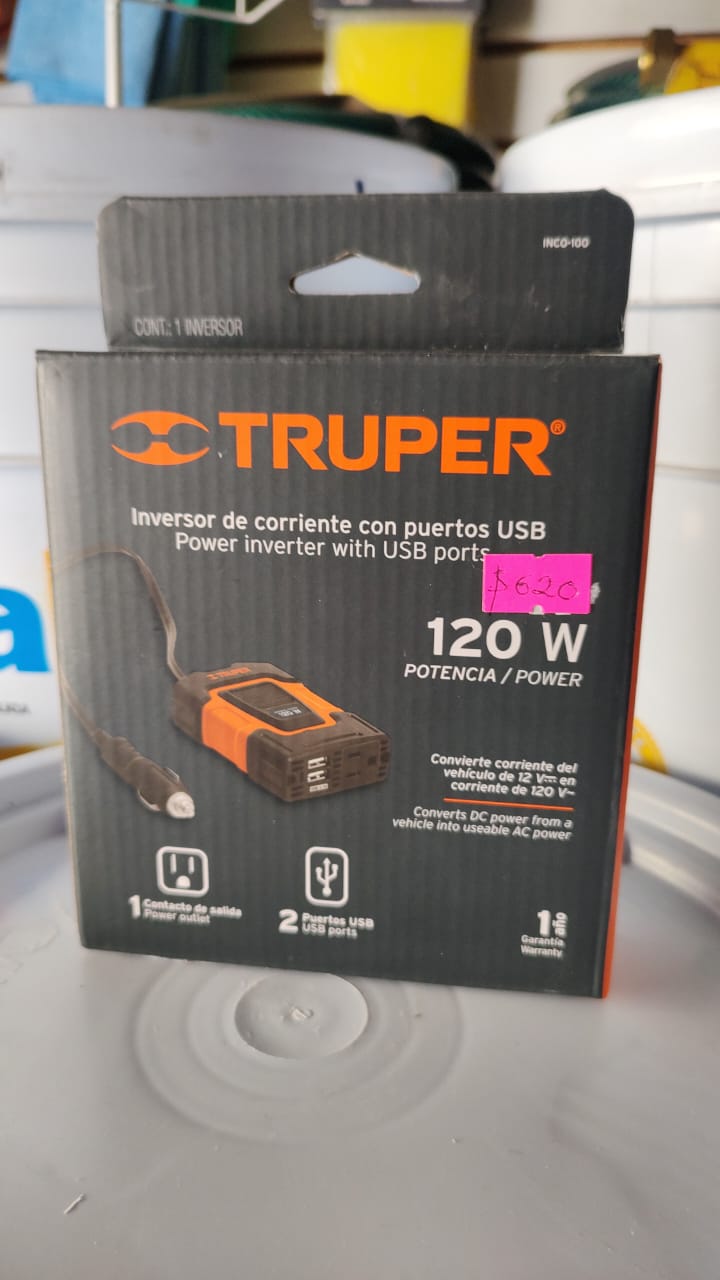 INCO-100
CONT.: 1 INVERSOR
TRUPER®
Inversor de corriente con puertos USB
Power inverter with USB ports
$620
120 W
POTENCIA / POWER
TRUPER
Convierte corriente del
vehículo de 12 V⎓ en
corriente de 120 V~
Converts DC power from a
vehicle into useable AC power
1 Contacto de salida
Power outlet
2 Puertos USB
USB ports
1 año
Garantía
Warranty
a